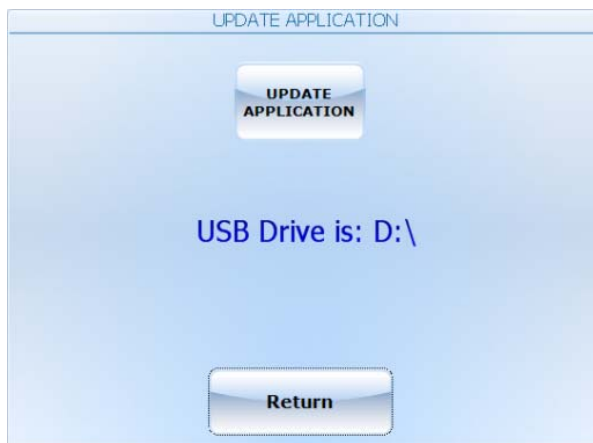 UPDATE APPLICATION
UPDATE
APPLICATION
USB Drive is: D:\
Return